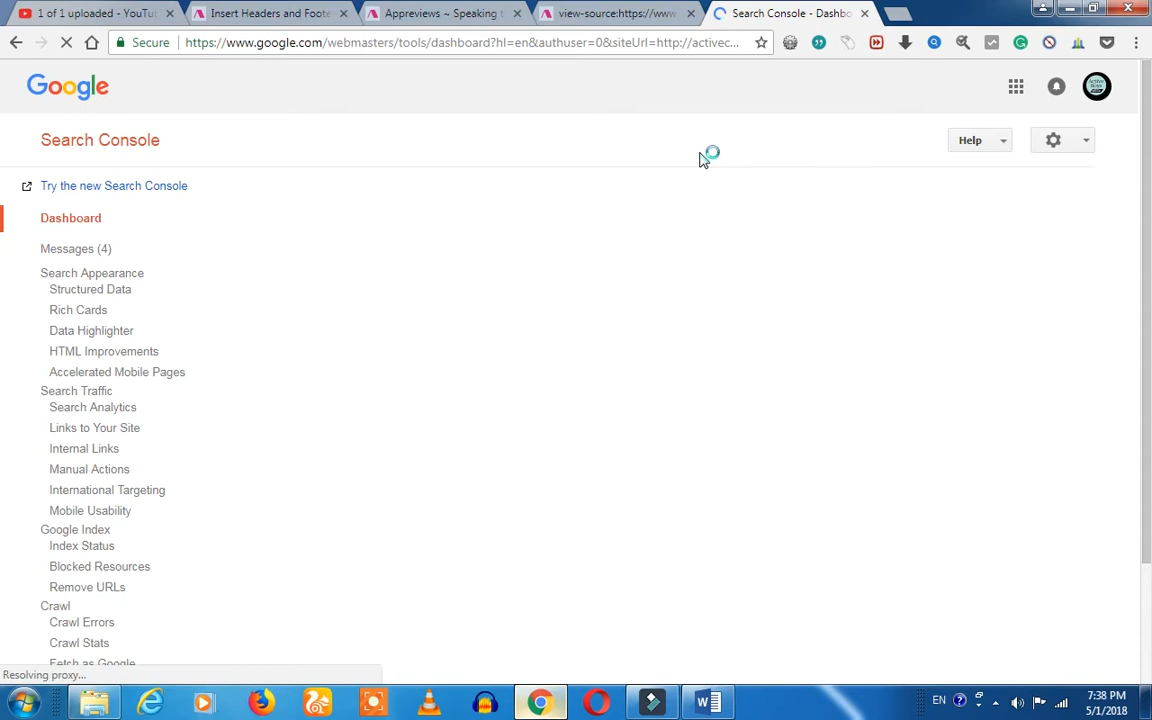 1 of 1 uploaded - YouTu
Insert Headers and Foote
Appreviews ~ Speaking t
view-source:https://www
Search Console - Dashbo
Secure
https://www.google.com/webmasters/tools/dashboard?hl=en&authuser=0&siteUrl=http://activec...
Google
Search Console
Help
Try the new Search Console
Dashboard
Messages (4)
Search Appearance
Structured Data
Rich Cards
Data Highlighter
HTML Improvements
Accelerated Mobile Pages
Search Traffic
Search Analytics
Links to Your Site
Internal Links
Manual Actions
International Targeting
Mobile Usability
Google Index
Index Status
Blocked Resources
Remove URLs
Crawl
Crawl Errors
Crawl Stats
Fetch as Google
Resolving proxy...
EN
7:38 PM
5/1/2018